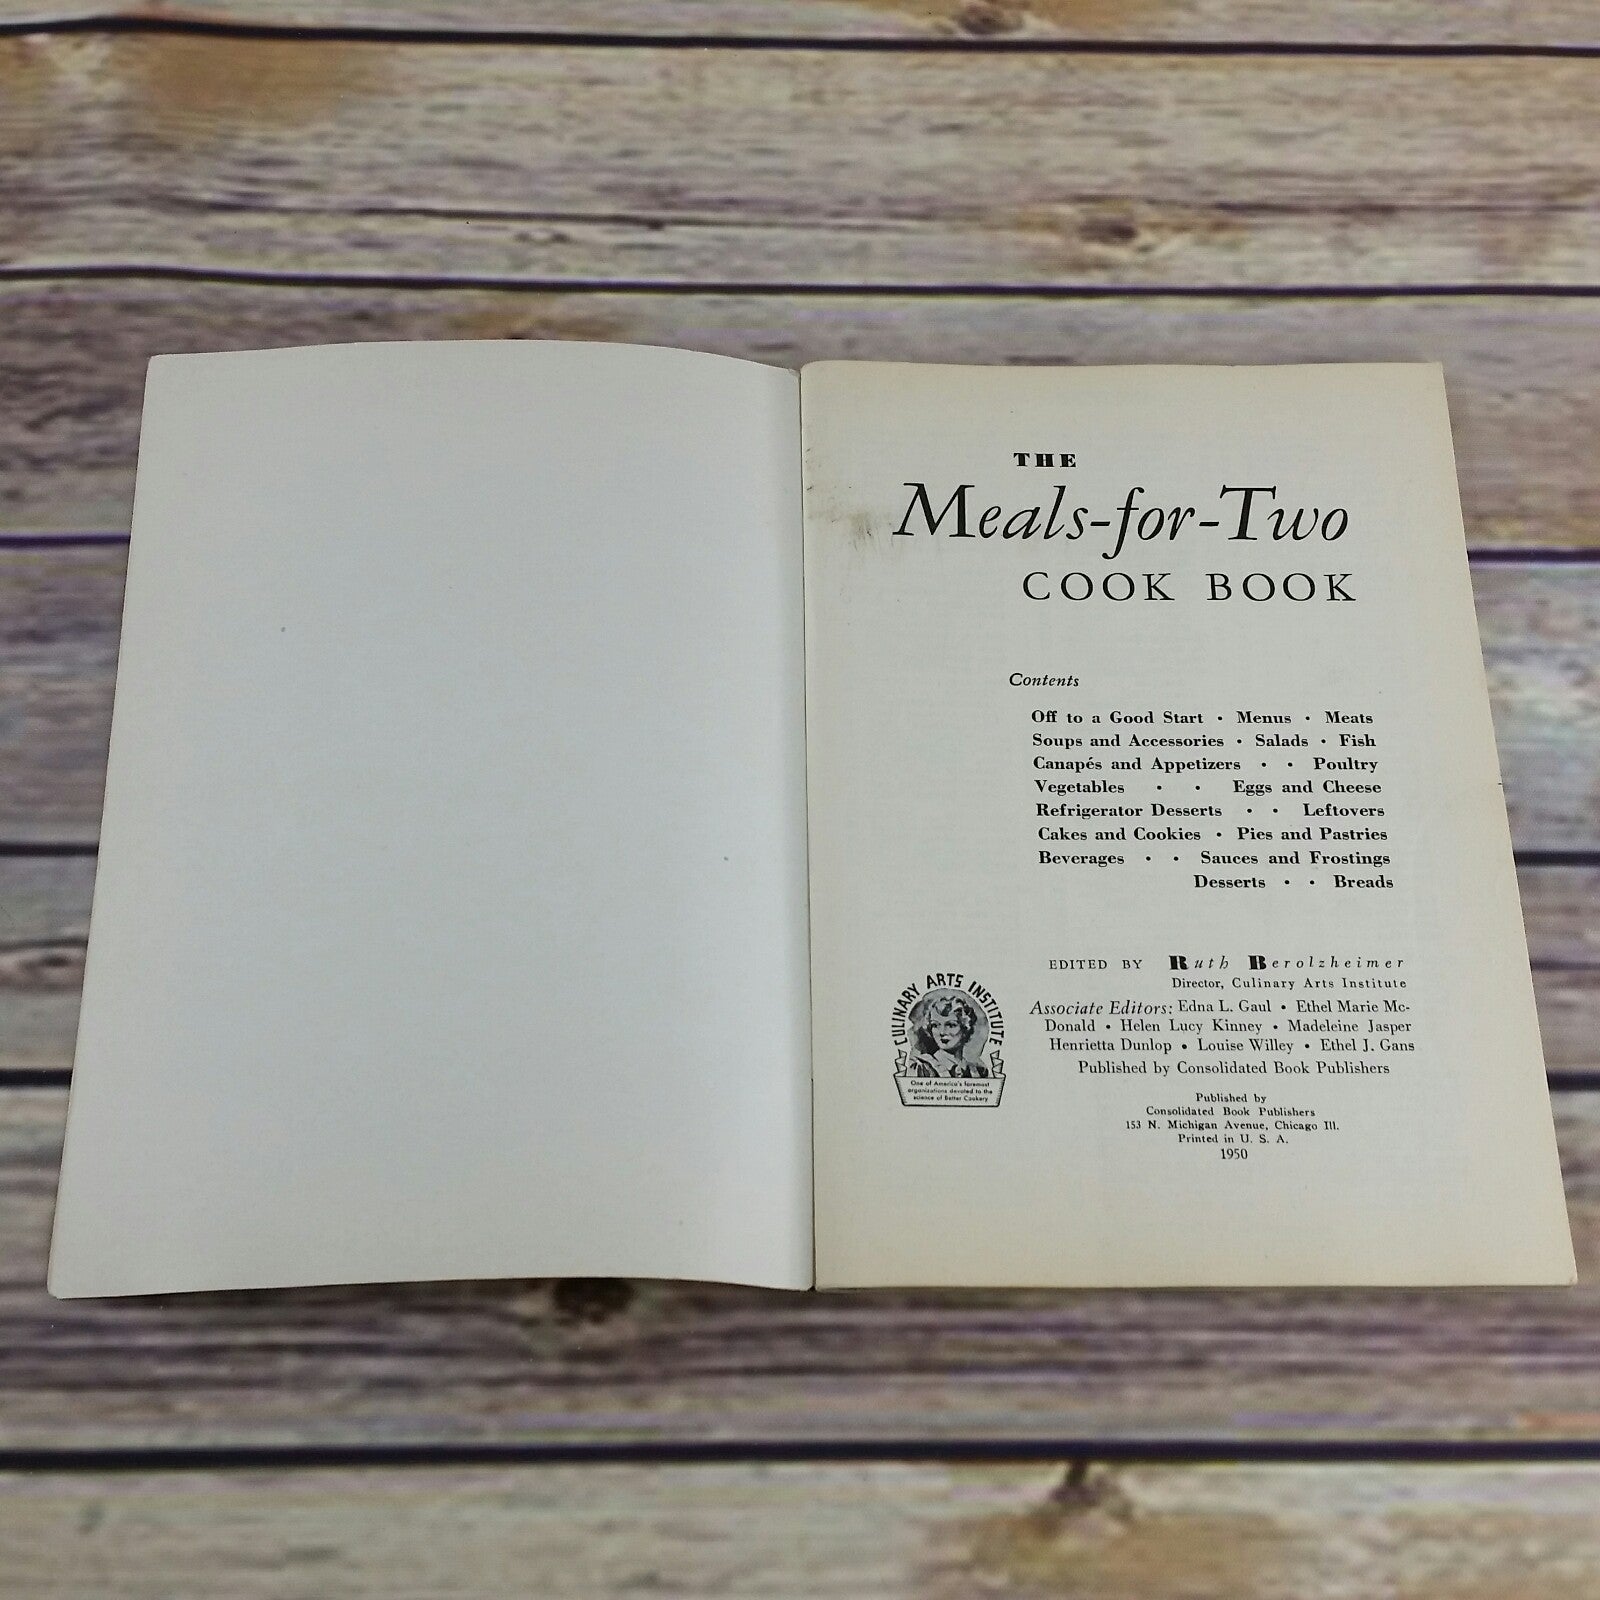 THE
Meals-for-Two
COOK BOOK
Contents
Off to a Good Start • Menus • Meats
Soups and Accessories • Salads • Fish
Canapés and Appetizers • • Poultry
Vegetables • • Eggs and Cheese
Refrigerator Desserts • • Leftovers
Cakes and Cookies • Pies and Pastries
Beverages • • Sauces and Frostings
Desserts • • Breads
EDITED BY Ruth Berolzheimer
Director, Culinary Arts Institute
Associate Editors: Edna L. Gaul • Ethel Marie Mc-
Donald • Helen Lucy Kinney • Madeleine Jasper
Henrietta Dunlop • Louise Willey • Ethel J. Gans
Published by Consolidated Book Publishers
CULINARY ARTS INSTITUTE
One of America's foremost
organizations devoted to the
science of Better Cookery
Published by
Consolidated Book Publishers
153 N. Michigan Avenue, Chicago Ill.
Printed in U. S. A.
1950